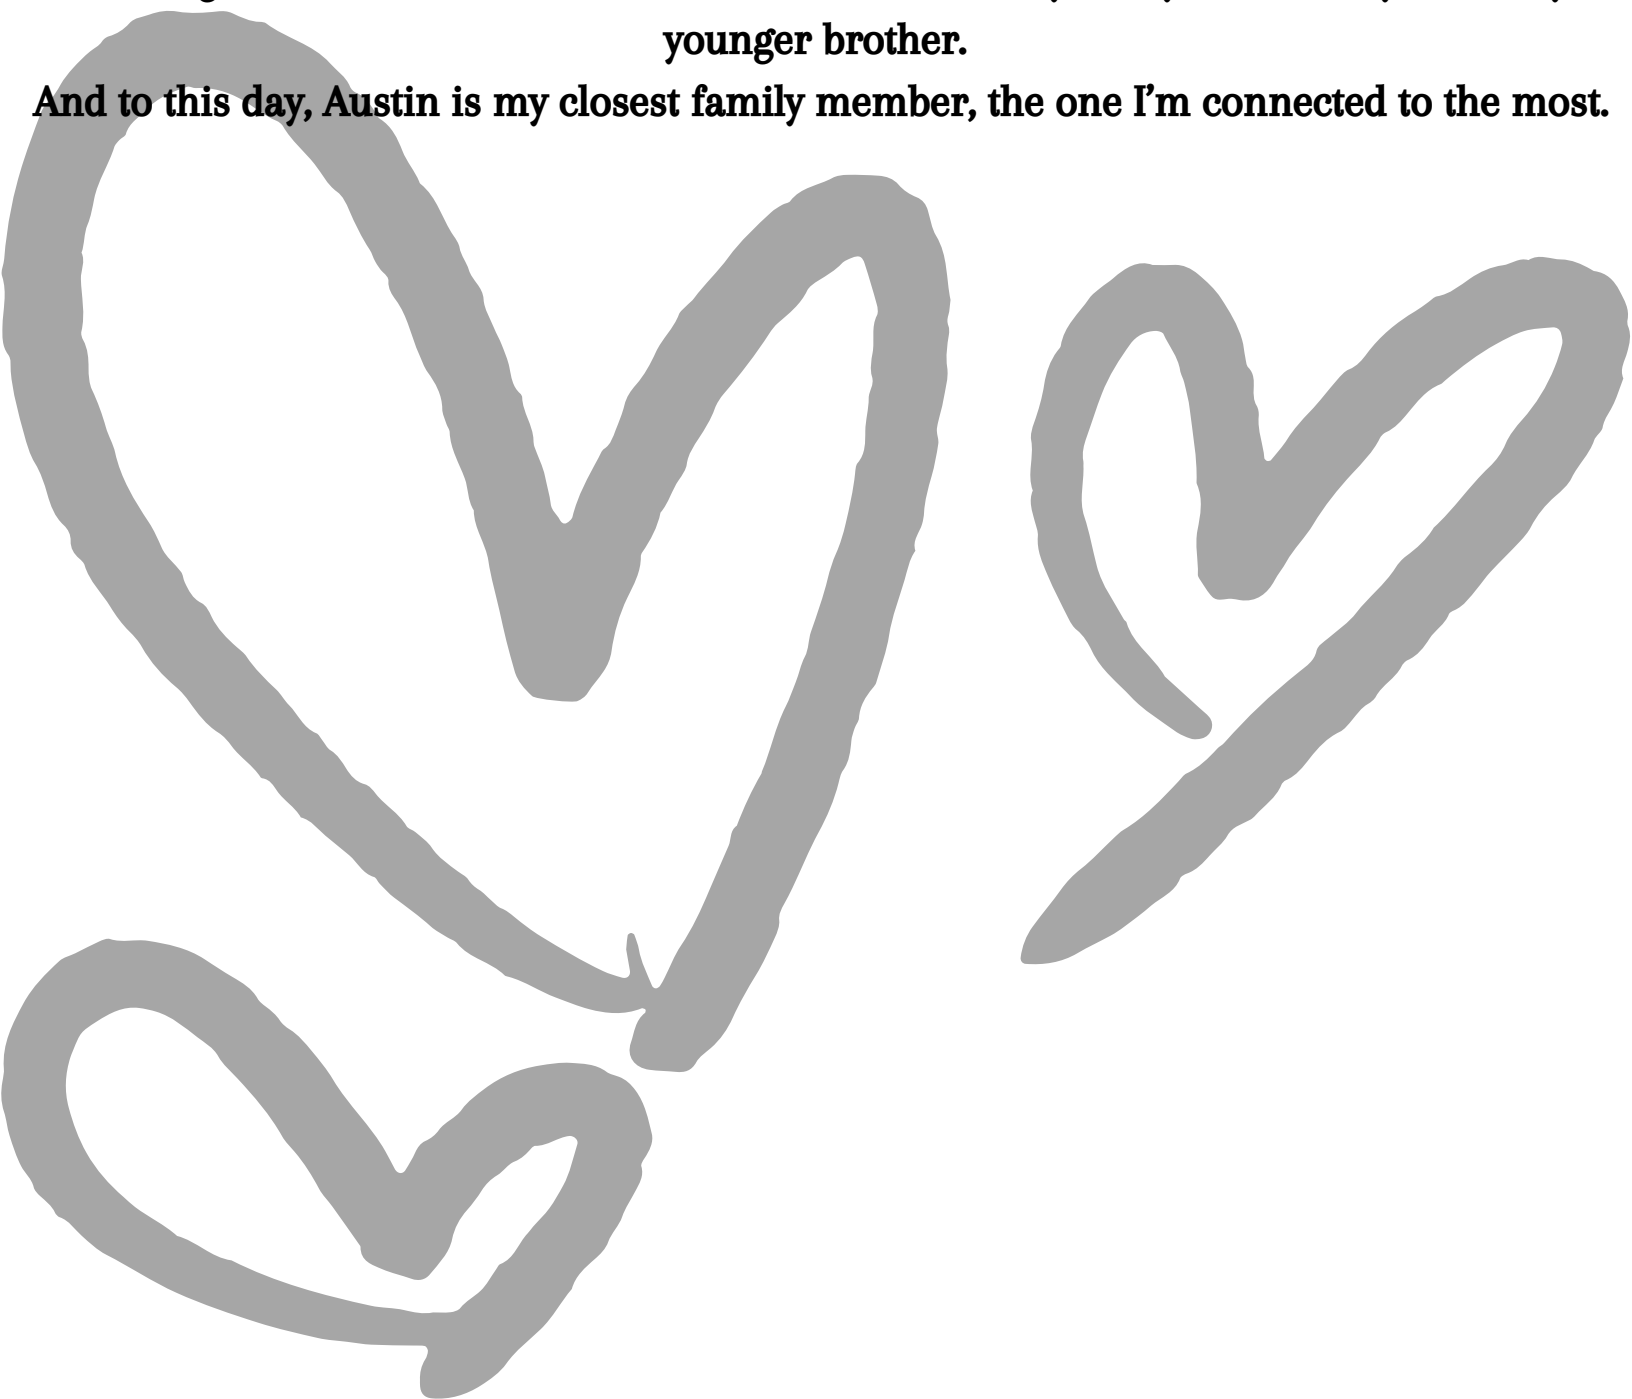 younger brother.
And to this day, Austin is my closest family member, the one I’m connected to the most.